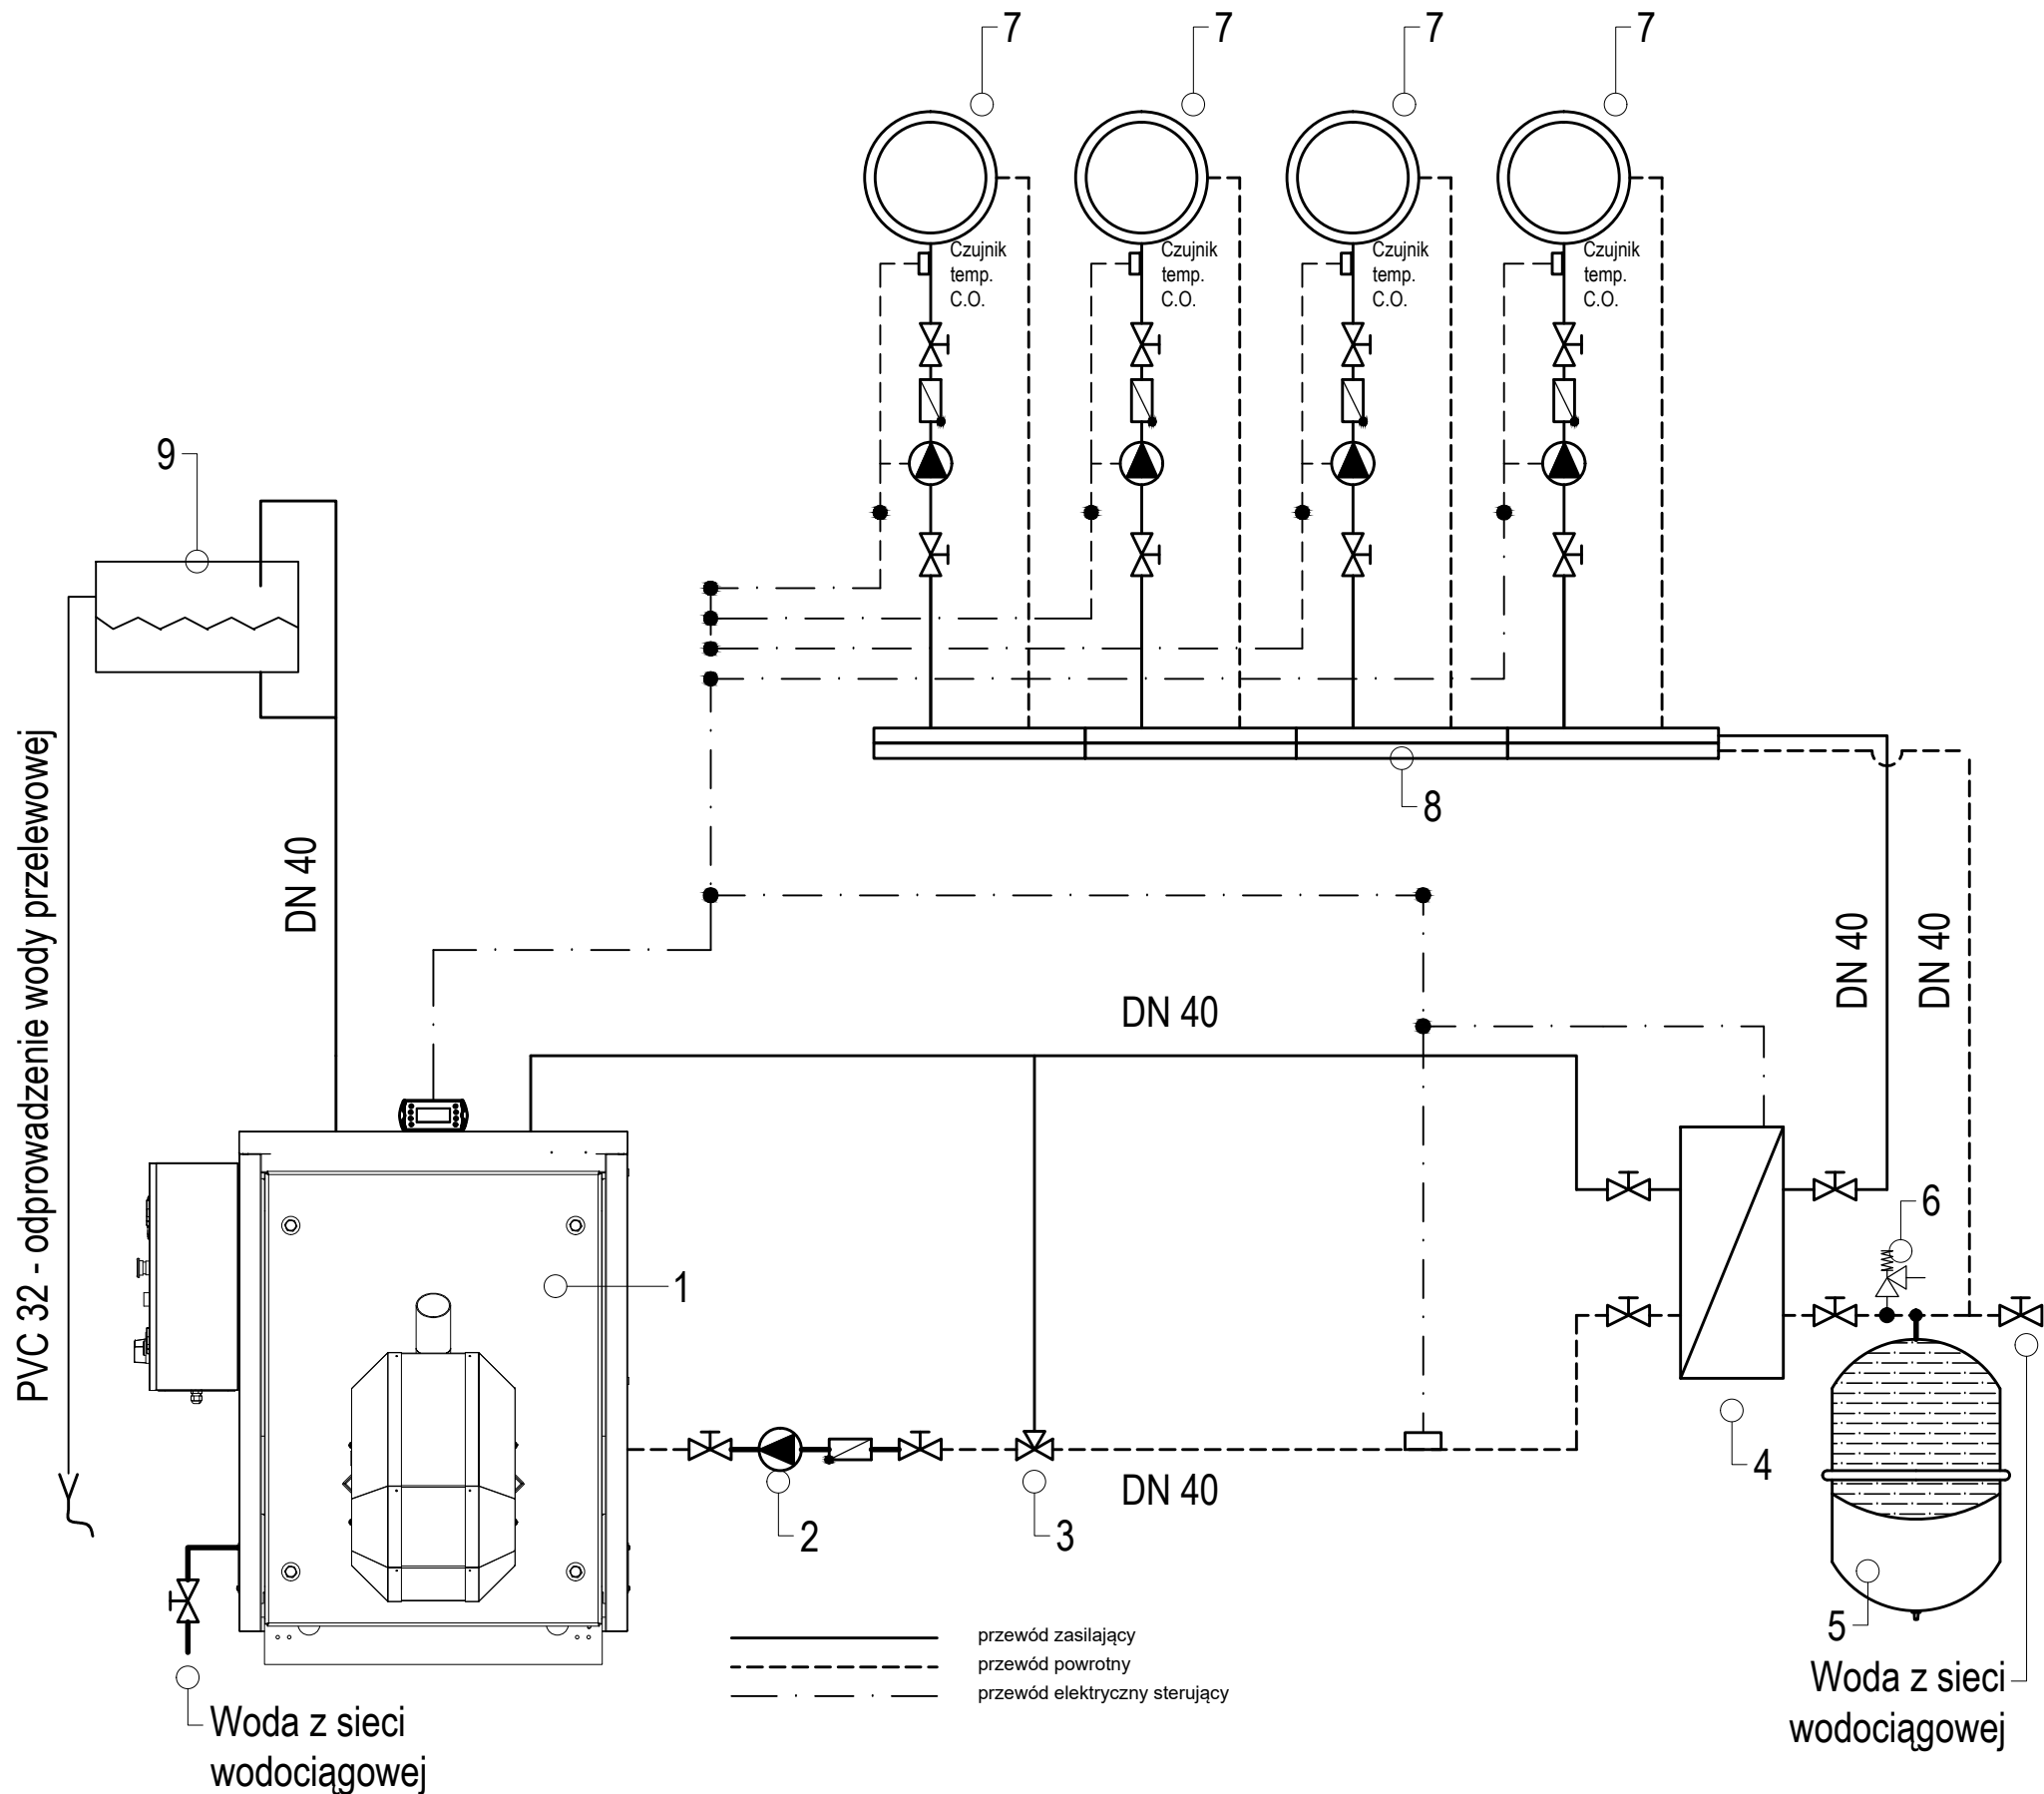 7
7
7
7
Czujnik
temp.
C.O.
Czujnik
temp.
C.O.
Czujnik
temp.
C.O.
Czujnik
temp.
C.O.
9
8
PVC 32 - odprowadzenie wody przelewowej
DN 40
DN 40
DN 40
DN 40
6
1
4
DN 40
2
3
5
przewód zasilający
przewód powrotny
przewód elektryczny sterujący
Woda z sieci
wodociągowej
Woda z sieci
wodociągowej